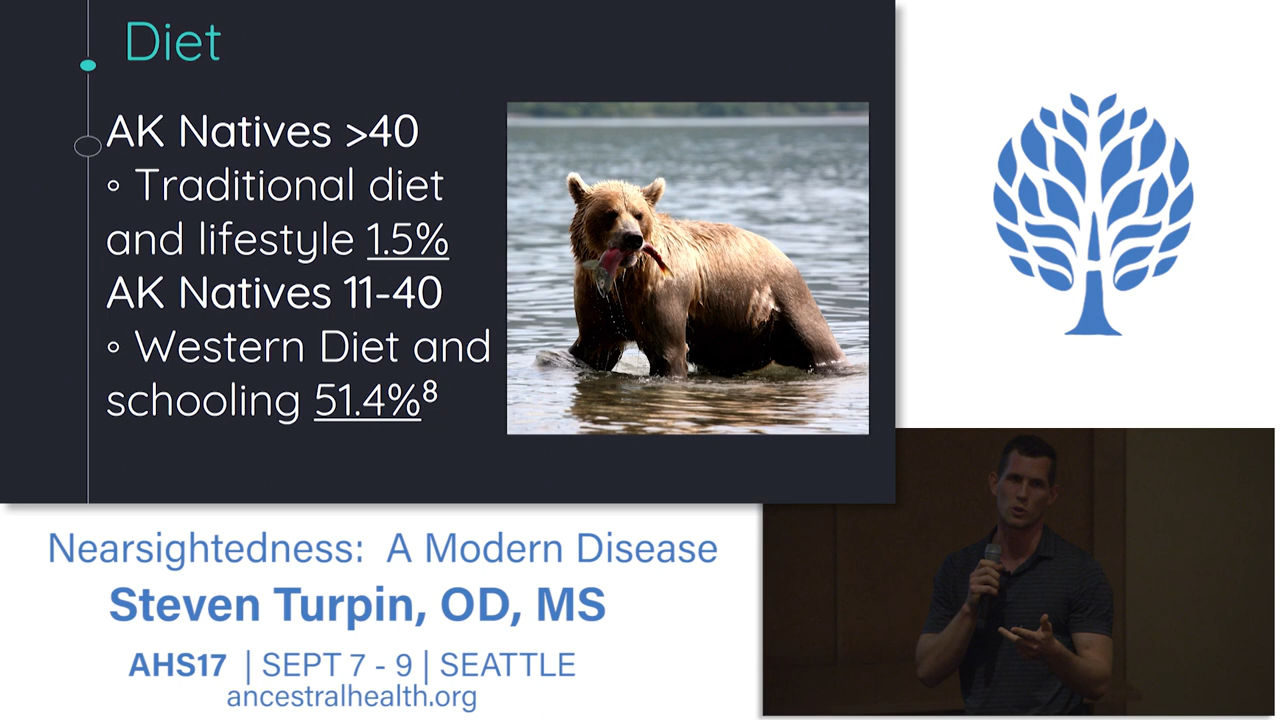 Diet
AK Natives >40
◦ Traditional diet
and lifestyle 1.5%
AK Natives 11-40
◦ Western Diet and
schooling 51.4%⁸
Nearsightedness: A Modern Disease
Steven Turpin, OD, MS
AHS17 | SEPT 7 - 9 | SEATTLE
ancestralhealth.org